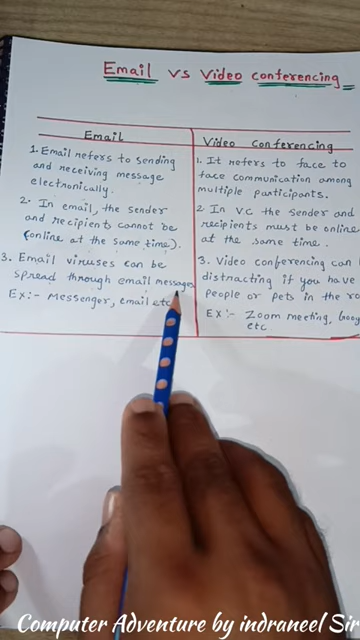 Email vs Video conferencing
Email
1. Email refers to sending
and receiving message
electronically.
2. In email, the sender
and recipients cannot be
(online at the same time).
3. Email viruses can be
spread through email messages
Ex:- Messenger, email etc
Video conferencing
1. It refers to face to
face communication among
multiple participants.
2 In VC the sender and
recipients must be online
at the same time.
3. Video conferencing can
distracting if you have
people or pets in the
Ex:- Zoom meeting,
etc
Computer Adventure by indraneel Sir